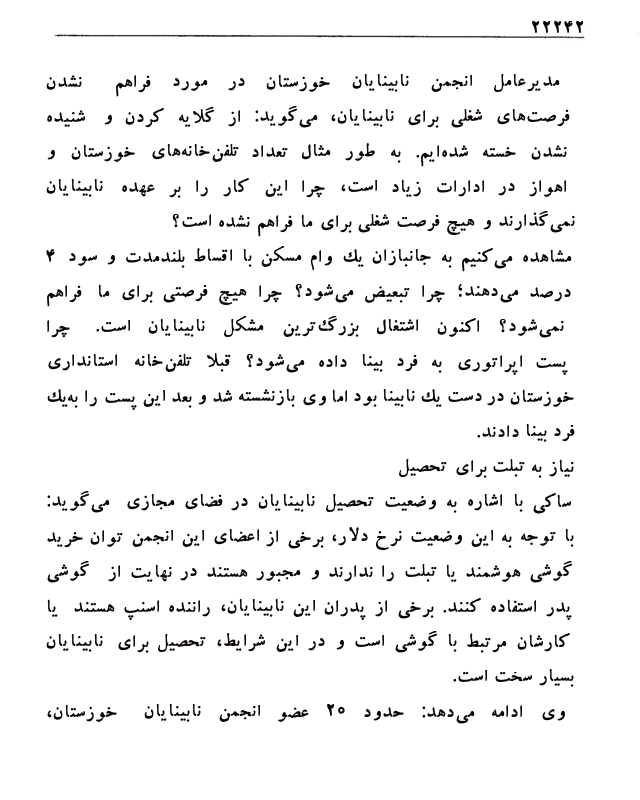 ۲۲۲۴۲
مدیرعامل انجمن نابینایان خوزستان در مورد فراهم نشدن
فرصت‌های شغلی برای نابینایان، می‌گوید: از گلایه کردن و شنیده
نشدن خسته شده‌ایم. به طور مثال تعداد تلفن‌خانه‌های خوزستان و
اهواز در ادارات زیاد است، چرا این کار را بر عهده نابینایان
نمی‌گذارند و هیچ فرصت شغلی برای ما فراهم نشده است؟
مشاهده می‌کنیم به جانبازان یك وام مسکن با اقساط بلندمدت و سود ۴
درصد می‌دهند؛ چرا تبعیض می‌شود؟ چرا هیچ فرصتی برای ما فراهم
نمی‌شود؟ اکنون اشتغال بزرگ‌ترین مشکل نابینایان است. چرا
پست اپراتوری به فرد بینا داده می‌شود؟ قبلا تلفن‌خانه استانداری
خوزستان در دست یك نابینا بود اما وی بازنشسته شد و بعد این پست را به‌یك
فرد بینا دادند.
نیاز به تبلت برای تحصیل
ساکی با اشاره به وضعیت تحصیل نابینایان در فضای مجازی می‌گوید:
با توجه به این وضعیت نرخ دلار، برخی از اعضای این انجمن توان خرید
گوشی هوشمند یا تبلت را ندارند و مجبور هستند در نهایت از گوشی
پدر استفاده کنند. برخی از پدران این نابینایان، راننده اسنپ هستند یا
کارشان مرتبط با گوشی است و در این شرایط، تحصیل برای نابینایان
بسیار سخت است.
وی ادامه می‌دهد: حدود ۲۰ عضو انجمن نابینایان خوزستان،